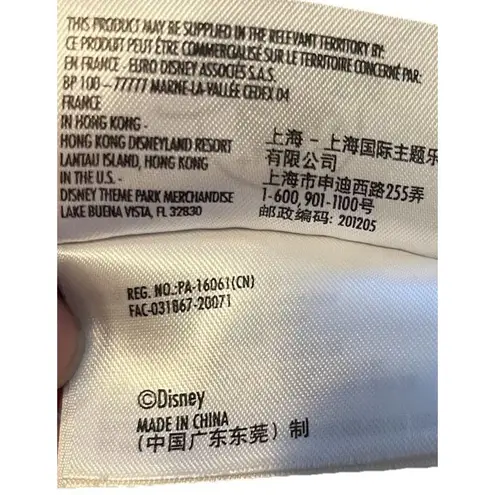 THIS PRODUCT MAY BE SUPPLIED IN THE RELEVANT TERRITORY BY:
CE PRODUIT PEUT ÊTRE COMMERCIALISÉ SUR LE TERRITOIRE CONCERNÉ PAR:
EN FRANCE - EURO DISNEY ASSOCIÉS S.A.S.
BP 100 – 77777 MARNE-LA-VALLÉE CEDEX 04
FRANCE
IN HONG KONG -
HONG KONG DISNEYLAND RESORT
LANTAU ISLAND, HONG KONG
IN THE U.S. -
DISNEY THEME PARK MERCHANDISE
LAKE BUENA VISTA, FL 32830
上海 - 上海国际主题乐
有限公司
上海市申迪西路255弄
1-600,901-1100号
邮政编码: 201205
REG. NO.:PA-16061(CN)
FAC-031867-20071
©Disney
MADE IN CHINA
(中国广东东莞) 制